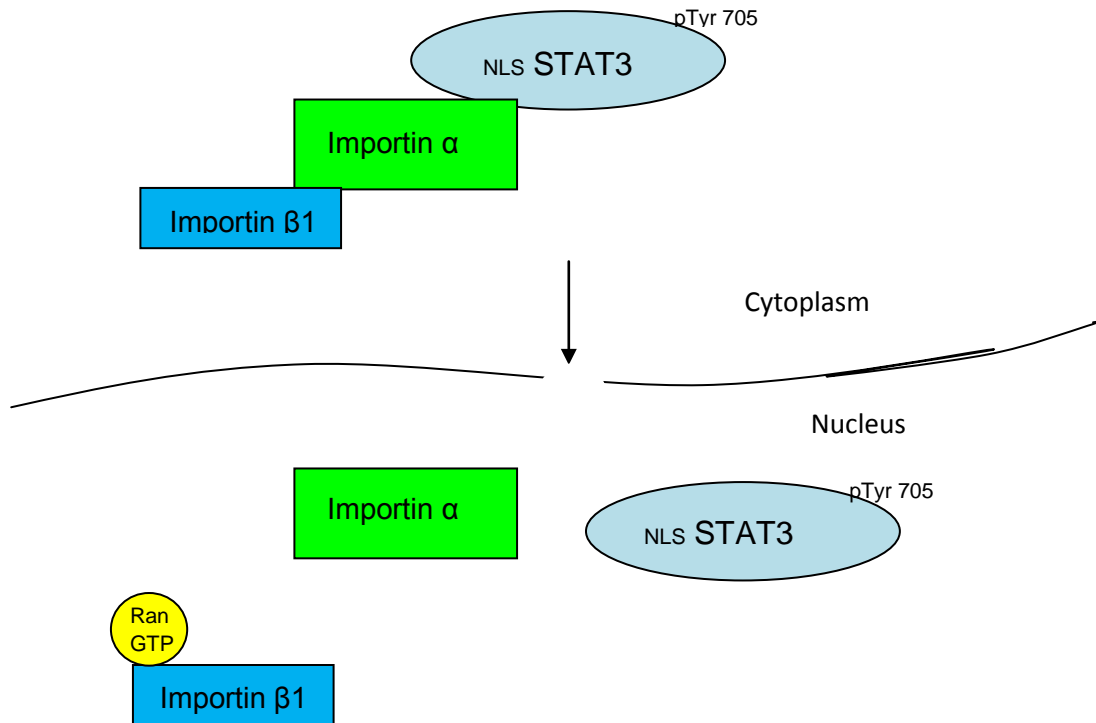 pTyr 705
NLS STAT3
Importin α
Importin β1
Cytoplasm
Nucleus
Importin α
pTyr 705
NLS STAT3
Ran
GTP
Importin β1